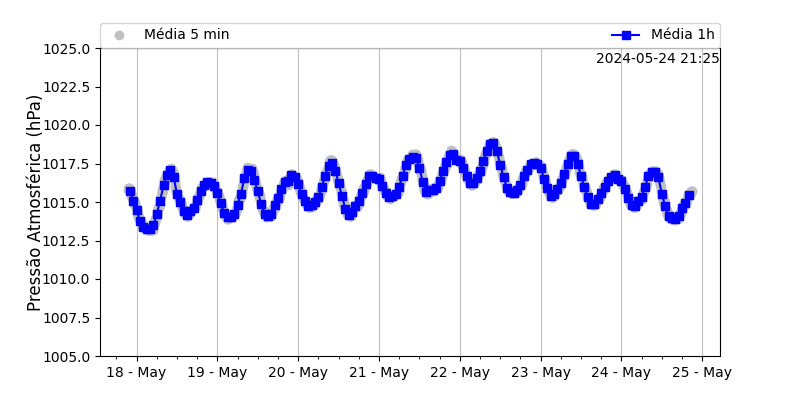 Média 5 min
Média 1h
2024-05-24 21:25
Pressão Atmosférica (hPa)
1025.0
1022.5
1020.0
1017.5
1015.0
1012.5
1010.0
1007.5
1005.0
18 - May 19 - May 20 - May 21 - May 22 - May 23 - May 24 - May 25 - May